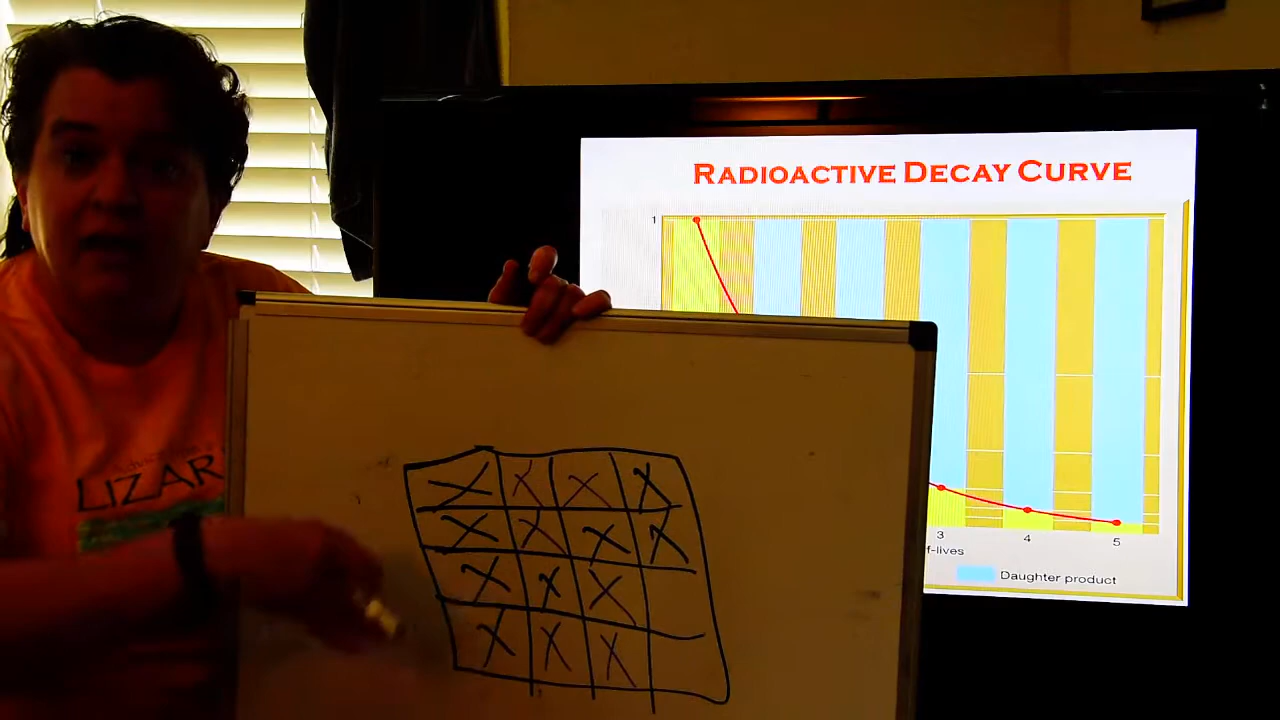 RADIOACTIVE DECAY CURVE
1
3
4
5
f-lives
Daughter product
LIZAR
X X X X
X X X X
X X X
X X X